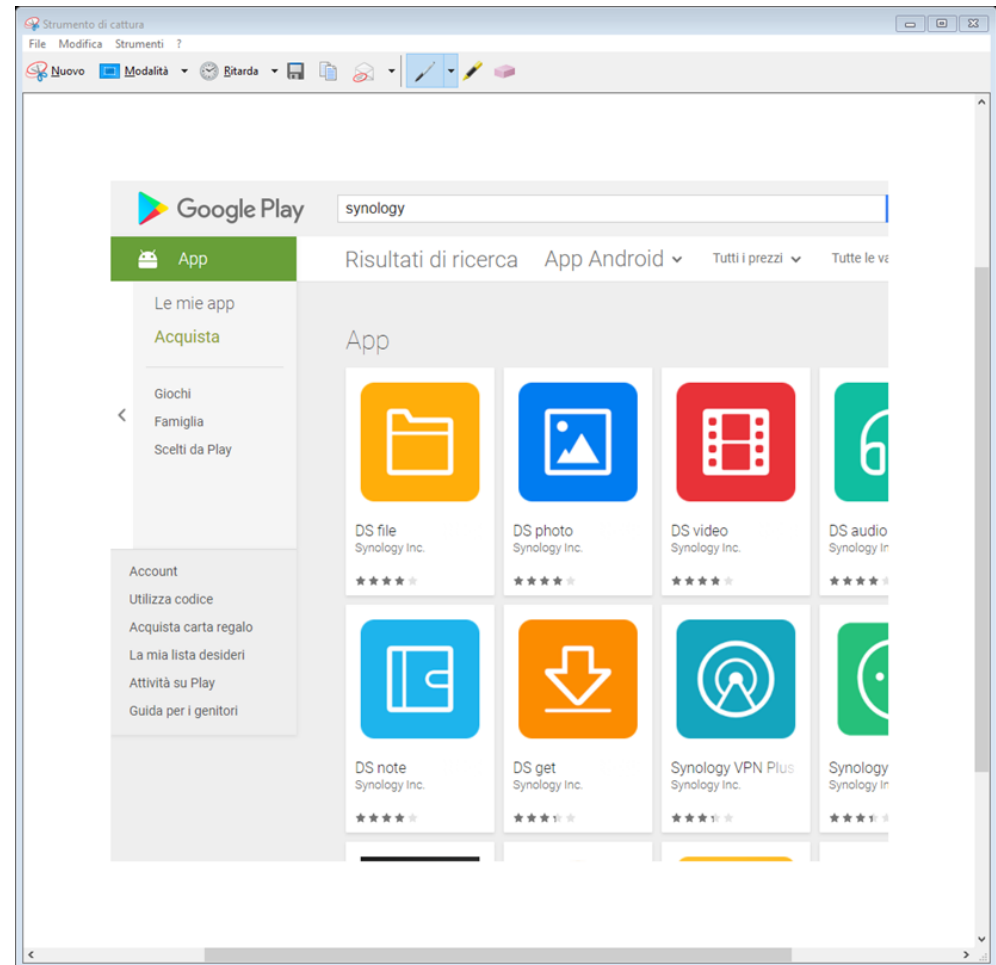 Strumento di cattura
File Modifica Strumenti ?
Nuovo Modalità Ritarda
Google Play
synology
App
Risultati di ricerca App Android Tutti i prezzi Tutte le va
Le mie app
Acquista
Giochi
Famiglia
Scelti da Play
Account
Utilizza codice
Acquista carta regalo
La mia lista desideri
Attività su Play
Guida per i genitori
App
DS file
Synology Inc.
DS photo
Synology Inc.
DS video
Synology Inc.
DS audio
Synology In
DS note
Synology Inc.
DS get
Synology Inc.
Synology VPN Plus
Synology Inc.
Synology
Synology In